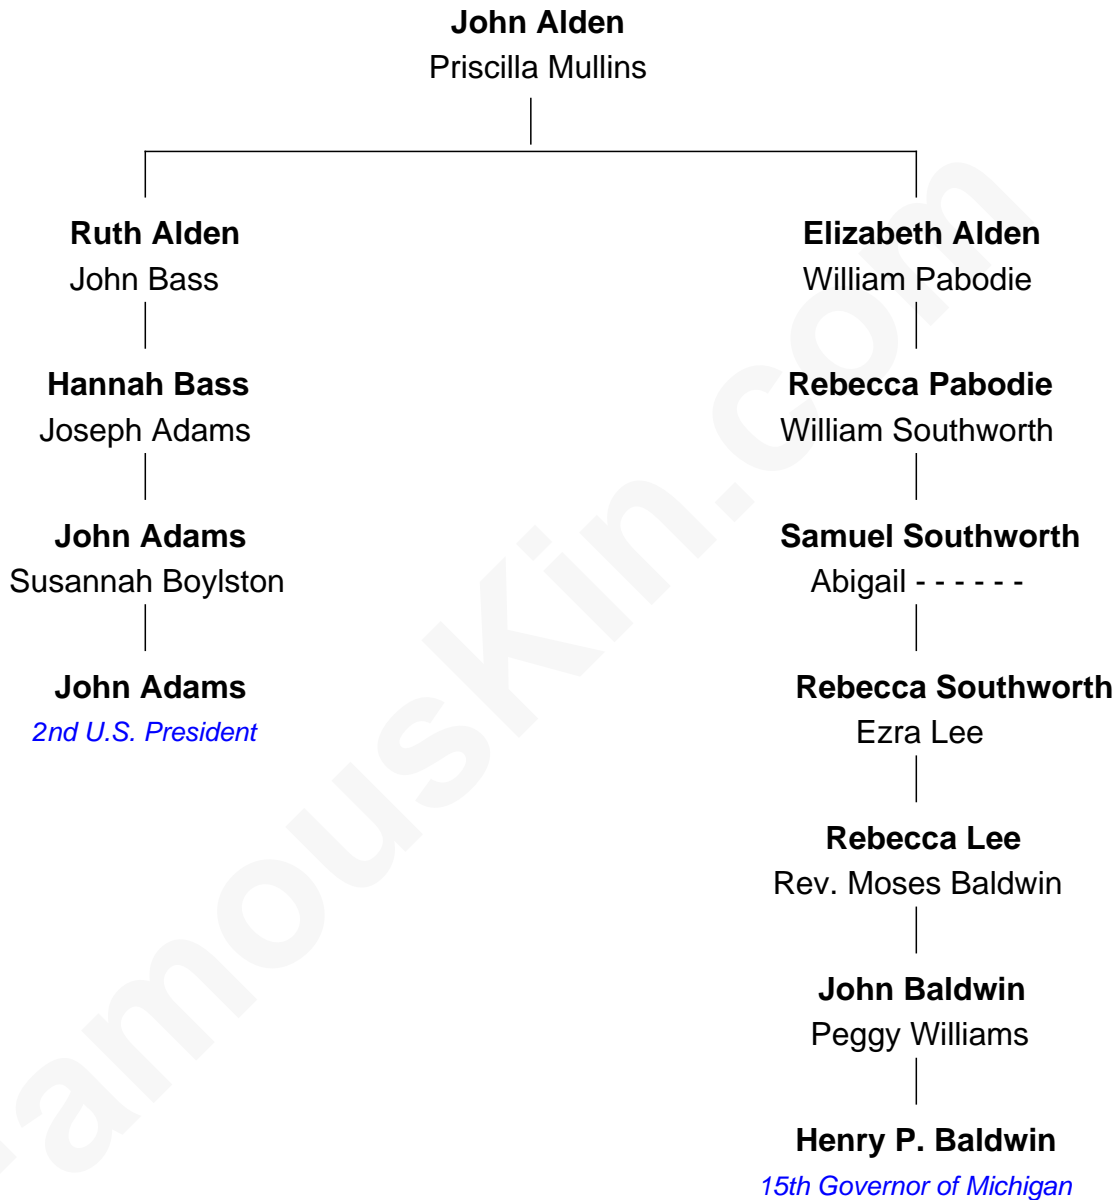 John Alden
Priscilla Mullins
Ruth Alden
John Bass
Elizabeth Alden
William Pabodie
Hannah Bass
Joseph Adams
Rebecca Pabodie
William Southworth
John Adams
Susannah Boylston
Samuel Southworth
Abigail - - - - - -
John Adams
2nd U.S. President
Rebecca Southworth
Ezra Lee
Rebecca Lee
Rev. Moses Baldwin
John Baldwin
Peggy Williams
Henry P. Baldwin
15th Governor of Michigan
FamousKin.com